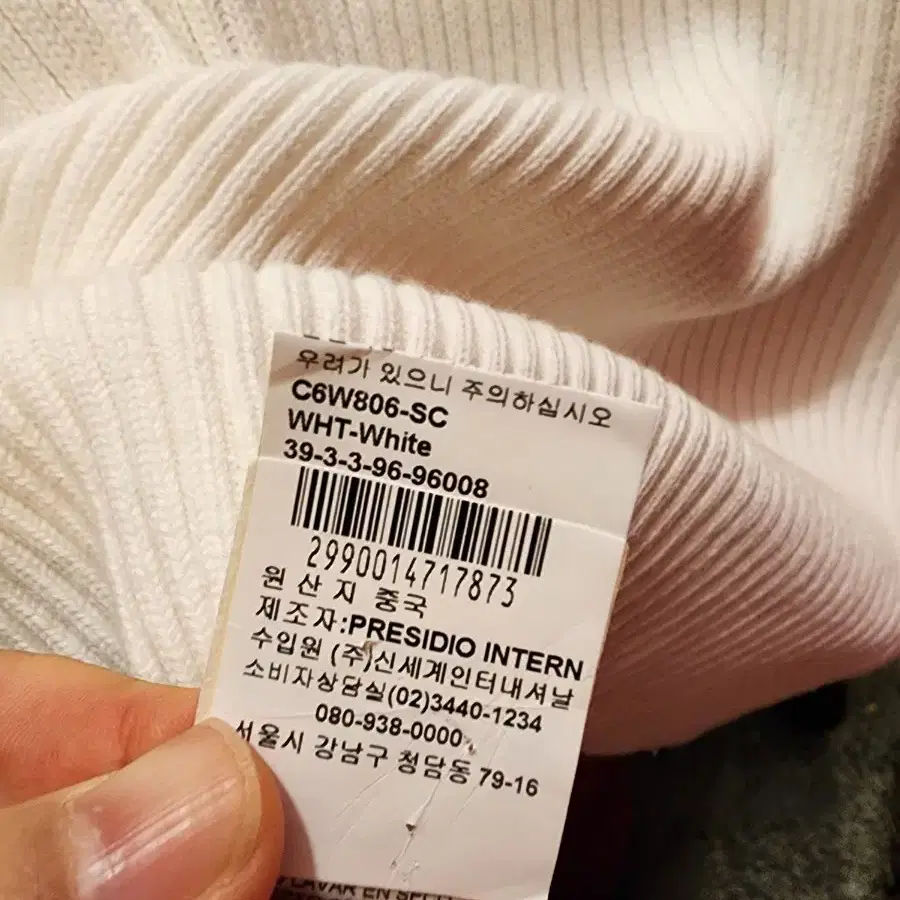 우려가 있으니 주의하십시오
C6W806-SC
WHT-White
39-3-3-96-96008
2990014717873
원 산 지 중국
제조자:PRESIDIO INTERN
수입원 (주)신세계인터내셔날
소비자상담실(02)3440-1234
080-938-0000
서울시 강남구 청담동 79-16
LAVAR EN